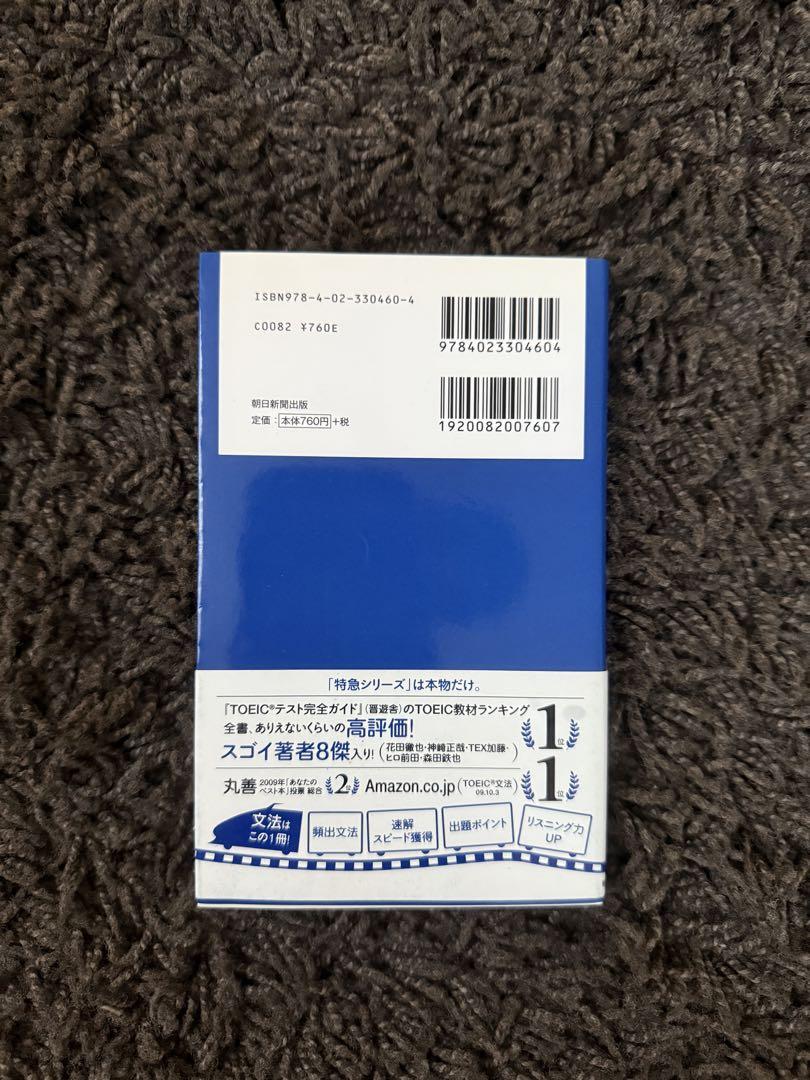 ISBN978-4-02-330460-4
C0082 ¥760E
9784023304604
朝日新聞出版
定価：本体760円+税
1920082007607
「特急シリーズ」は本物だけ。
『TOEIC®テスト完全ガイド』(晋遊舎)のTOEIC教材ランキング
全書、ありえないくらいの高評価! 1位
スゴイ著者8傑入り! (花田徹也・神崎正哉・TEX加藤・
ヒロ前田・森田鉄也)
丸善 2009年「あなたの
ベスト本」投票 総合 2位 Amazon.co.jp (TOEIC®文法
09.10.3) 1位
文法は
この1冊!
頻出文法
速解
スピード獲得
出題ポイント
リスニング力
UP